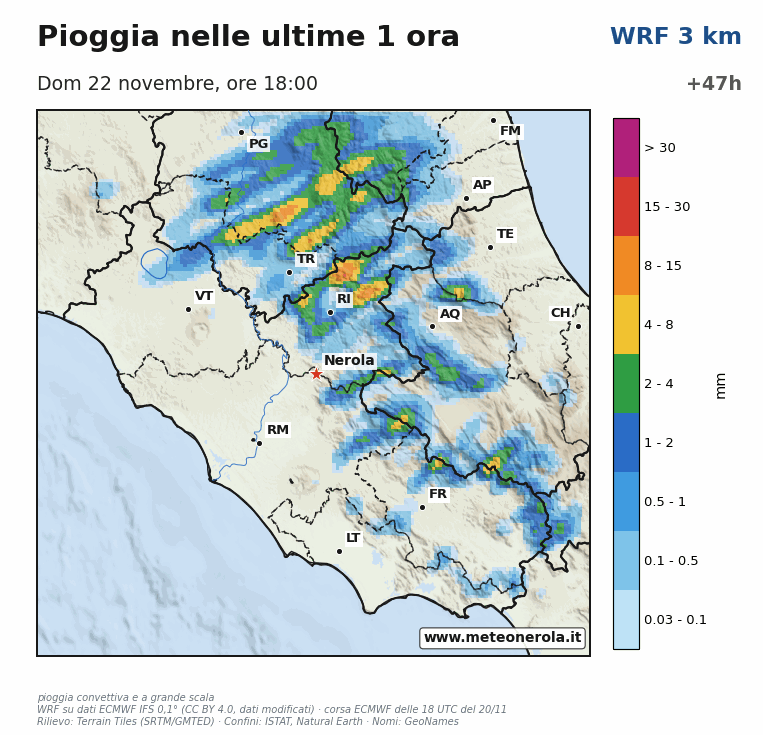 Pioggia nelle ultime 1 ora
WRF 3 km
Dom 22 novembre, ore 18:00
+47h
FM
PG
AP
TE
TR
VT
RI
AQ
CH
Nerola
RM
FR
LT
www.meteonerola.it
> 30
15 - 30
8 - 15
4 - 8
2 - 4
1 - 2
0.5 - 1
0.1 - 0.5
0.03 - 0.1
mm
pioggia convettiva e a grande scala
WRF su dati ECMWF IFS 0,1° (CC BY 4.0, dati modificati) · corsa ECMWF delle 18 UTC del 20/11
Rilievo: Terrain Tiles (SRTM/GMTED) · Confini: ISTAT, Natural Earth · Nomi: GeoNames